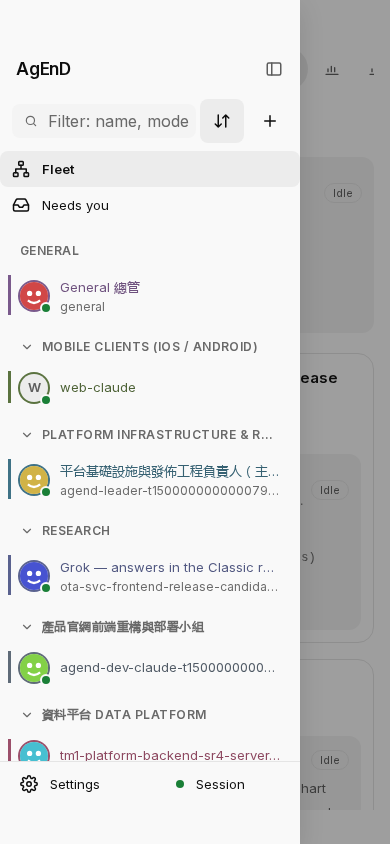 AgEnD
Filter: name, mode
Fleet
Needs you
GENERAL
General 總管
general
MOBILE CLIENTS (IOS / ANDROID)
W
web-claude
PLATFORM INFRASTRUCTURE & R…
平台基礎設施與發佈工程負責人（主…
agend-leader-t15000000000079…
RESEARCH
Grok — answers in the Classic r…
ota-svc-frontend-release-candida…
產品官網前端重構與部署小組
agend-dev-claude-t1500000000…
資料平台 DATA PLATFORM
tm1-platform-backend-sr4-server…
Settings
Session
Idle
ease
Idle
s)
Idle
hart